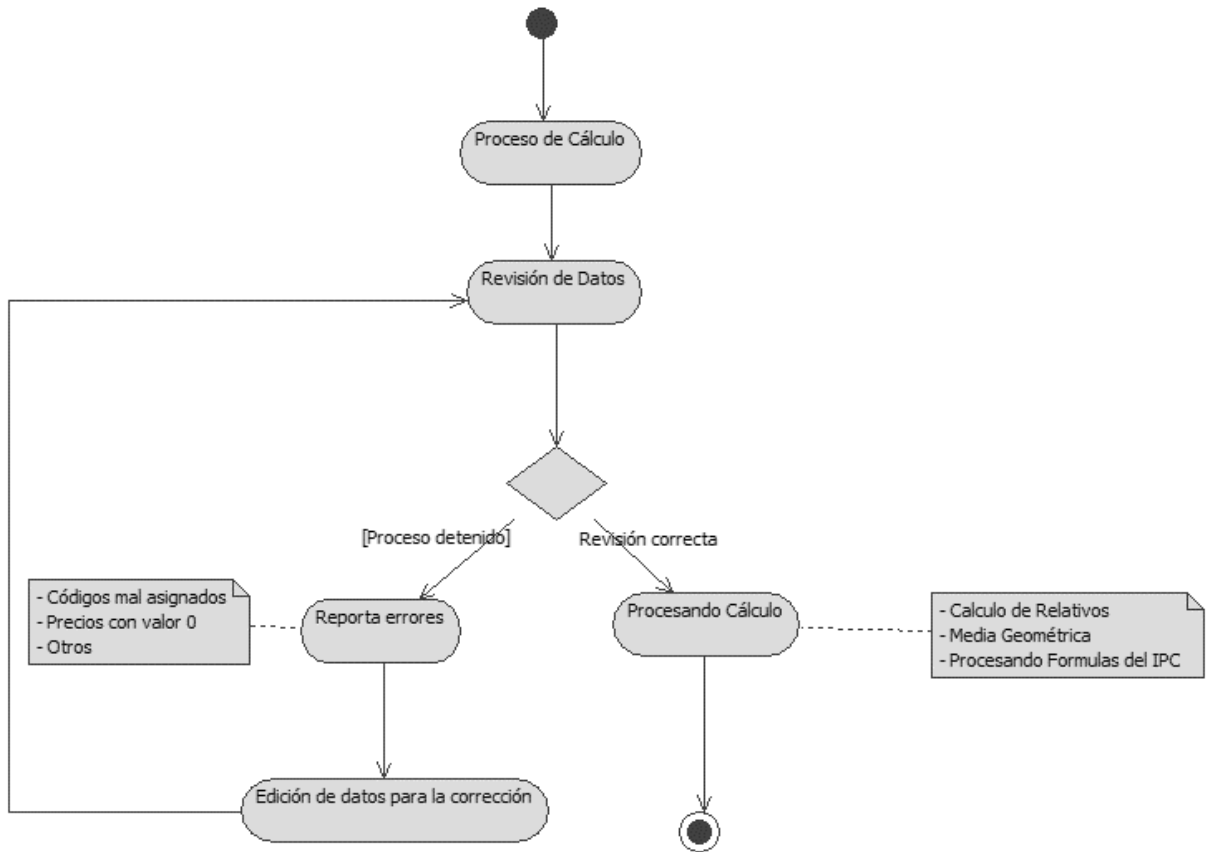 Proceso de Cálculo
Revisión de Datos
[Proceso detenido]
Revisión correcta
- Códigos mal asignados
- Precios con valor 0
- Otros
Reporta errores
Procesando Cálculo
- Calculo de Relativos
- Media Geométrica
- Procesando Formulas del IPC
Edición de datos para la corrección